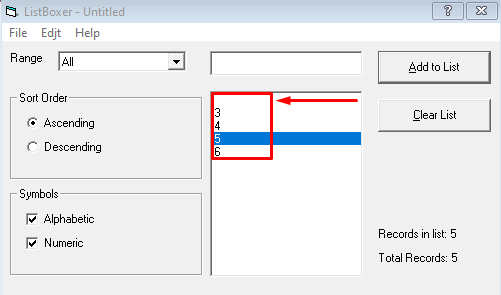 ListBoxer - Untitled
File Edjt Help
Range All
Add to List
Sort Order
Ascending
Descending
3
4
5
6
Clear List
Symbols
Alphabetic
Numeric
Records in list: 5
Total Records: 5